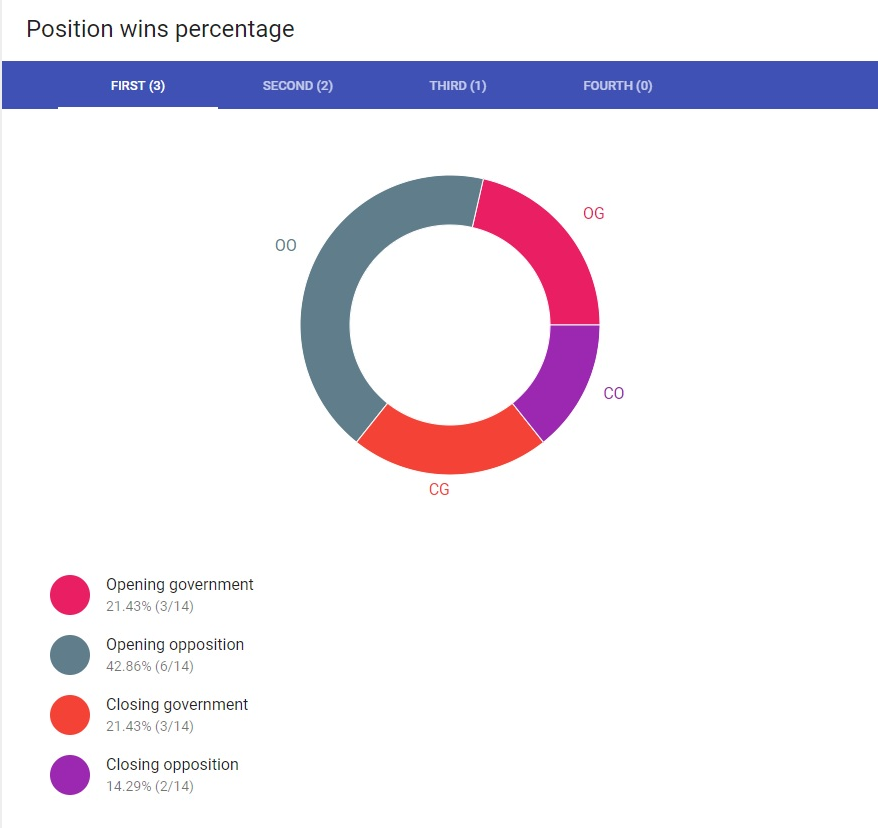 Position wins percentage
FIRST (3) SECOND (2) THIRD (1) FOURTH (0)
OG
OO
CO
CG
Opening government
21.43% (3/14)
Opening opposition
42.86% (6/14)
Closing government
21.43% (3/14)
Closing opposition
14.29% (2/14)